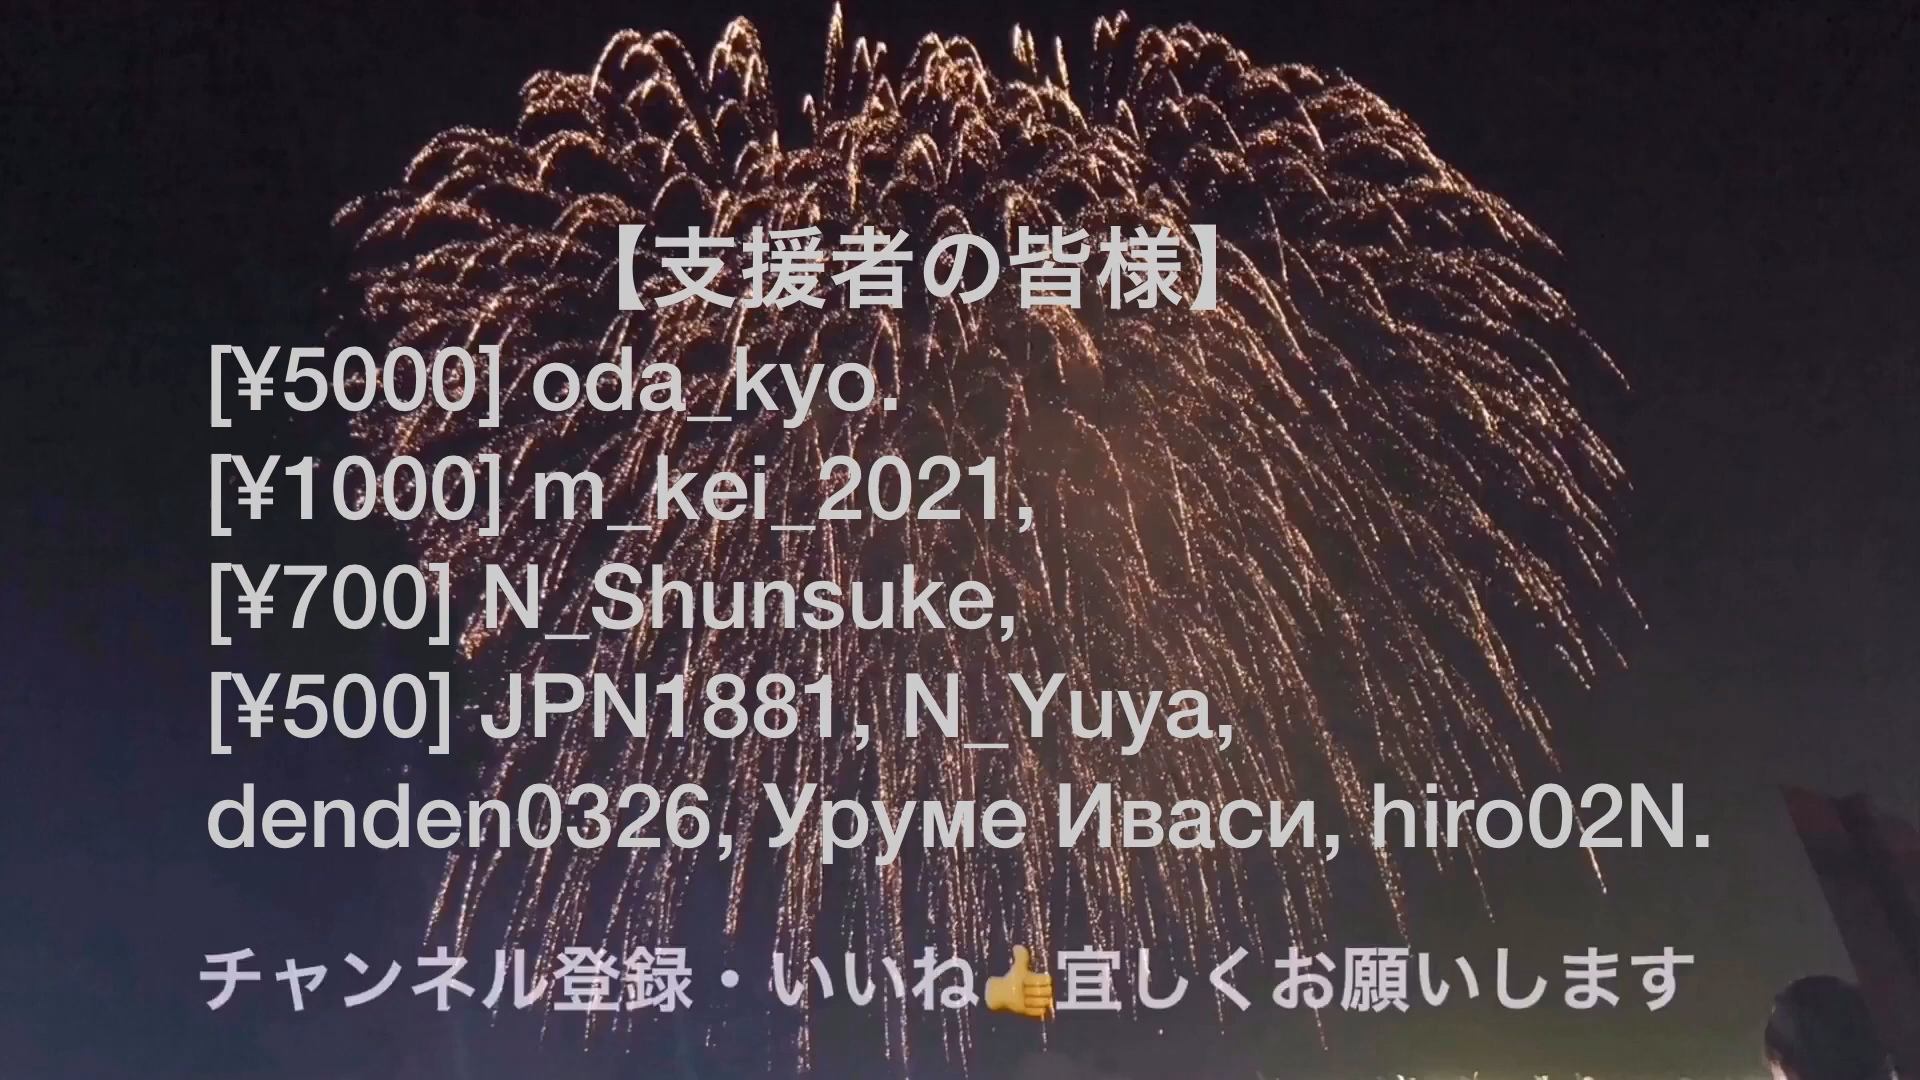 【支援者の皆様】
[¥5000] oda_kyo.
[¥1000] m_kei_2021,
[¥700] N_Shunsuke,
[¥500] JPN1881, N_Yuya,
denden0326, Уруме Иваси, hiro02N.
チャンネル登録・いいね👍宜しくお願いします